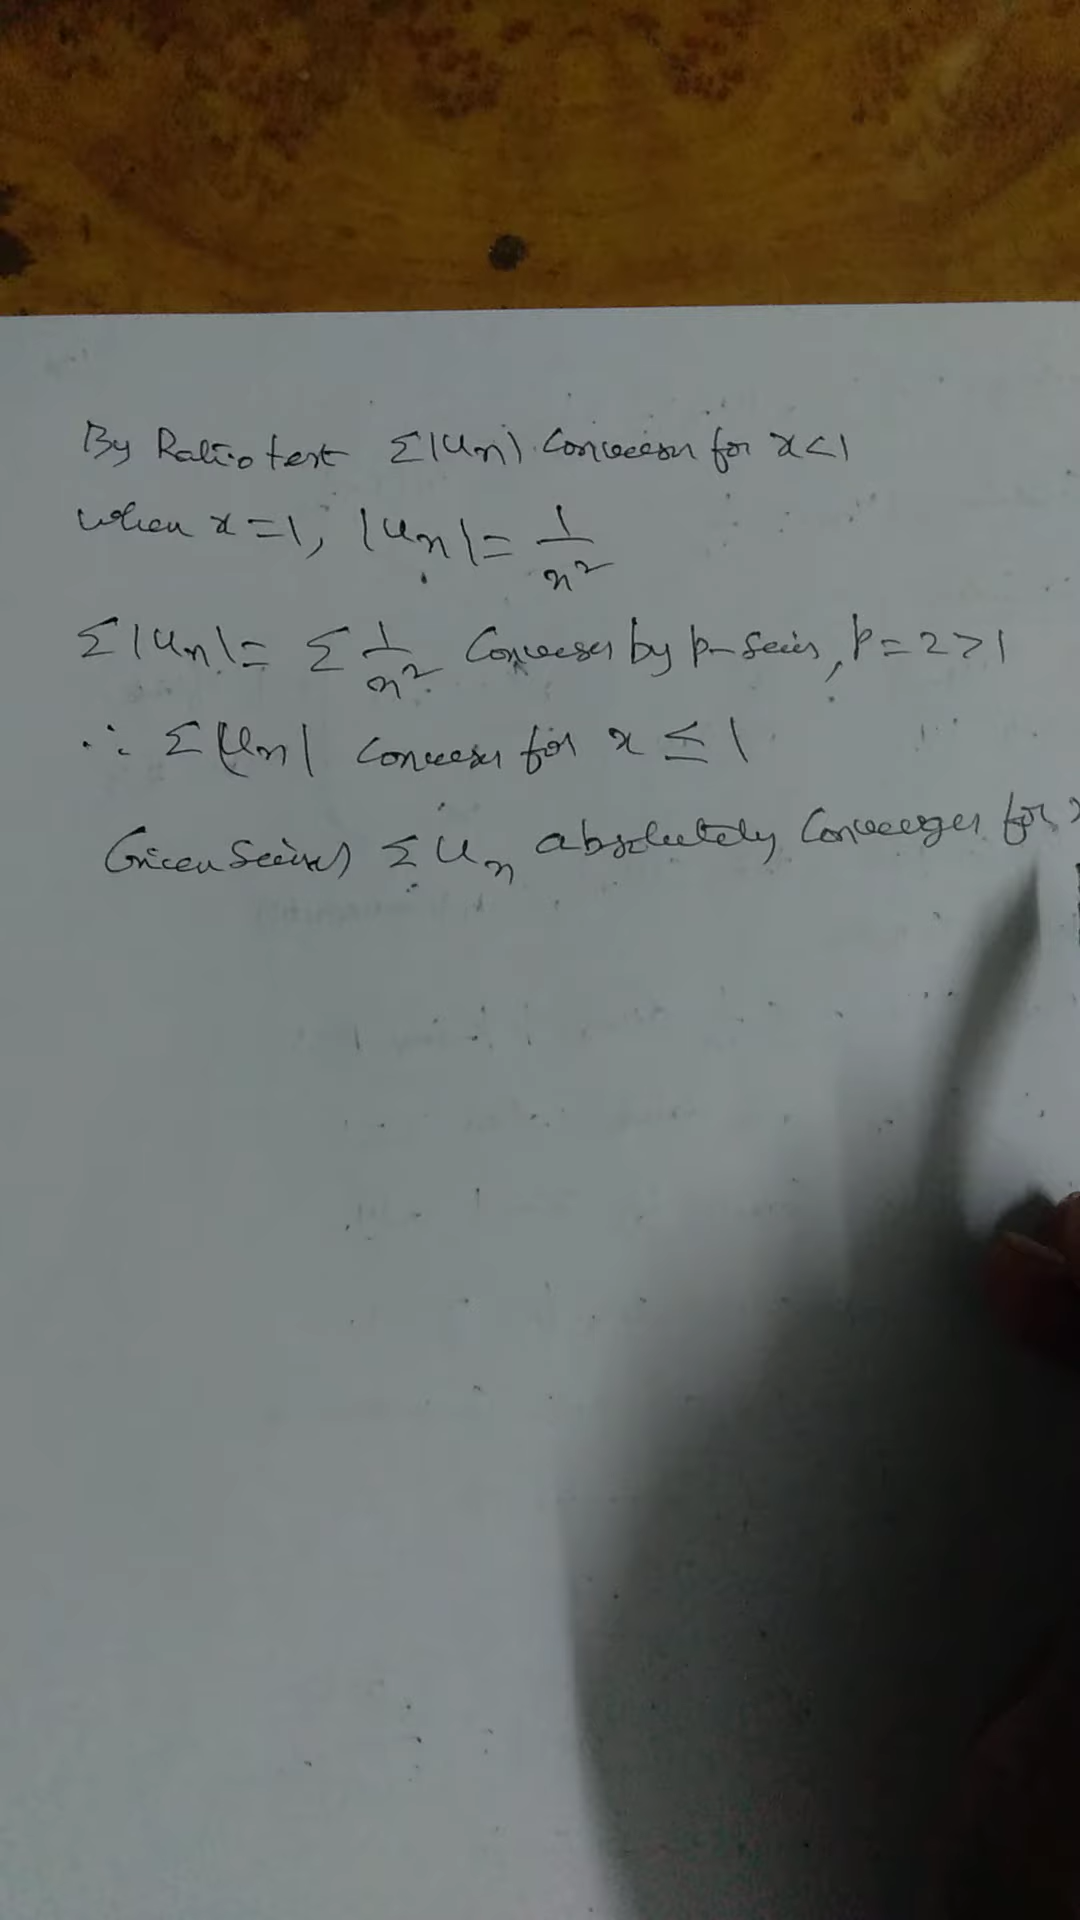 By Ratio test Σ|uₙ| converges for x<1
when x=1, |uₙ| = 1/n²
Σ|uₙ| = Σ 1/n² Converges by p-series, p=2>1
∴ Σ|uₙ| converges for x ≤ 1
Given Series Σuₙ absolutely Converges for